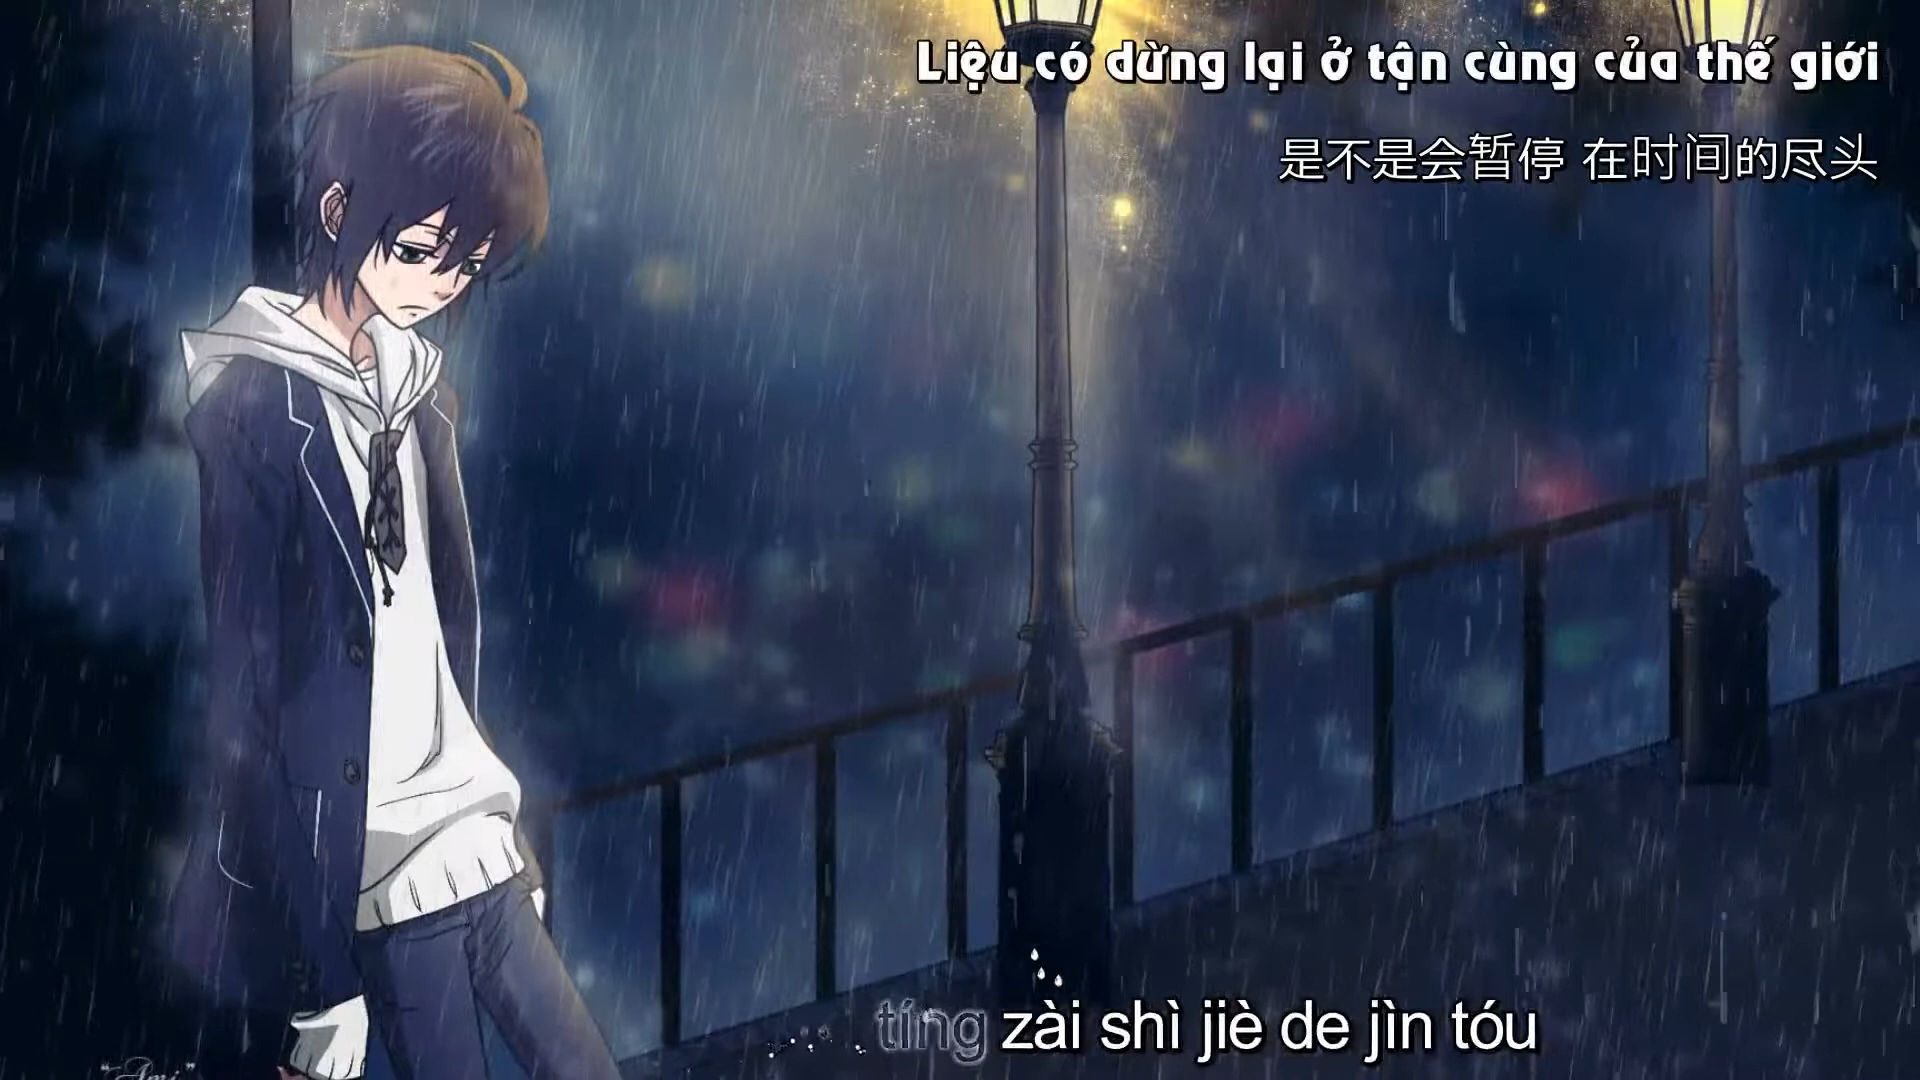 Liệu có dừng lại ở tận cùng của thế giới
是不是会暂停 在时间的尽头
tíng zài shì jiè de jìn tóu
"Ami"